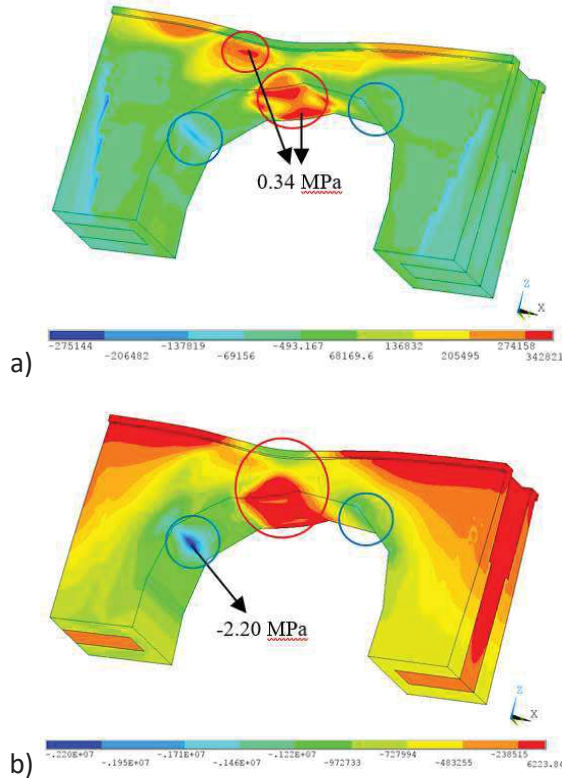 0.34 MPa
Z
X
-275144 -137819 -493.167 136832 274158
-206482 -69156 68169.6 205495 342821
a)
-2.20 MPa
Z
X
-.220E+07 -.171E+07 -.122E+07 -727994 -238515
-.195E+07 -.146E+07 -972733 -483255 6223.86
b)